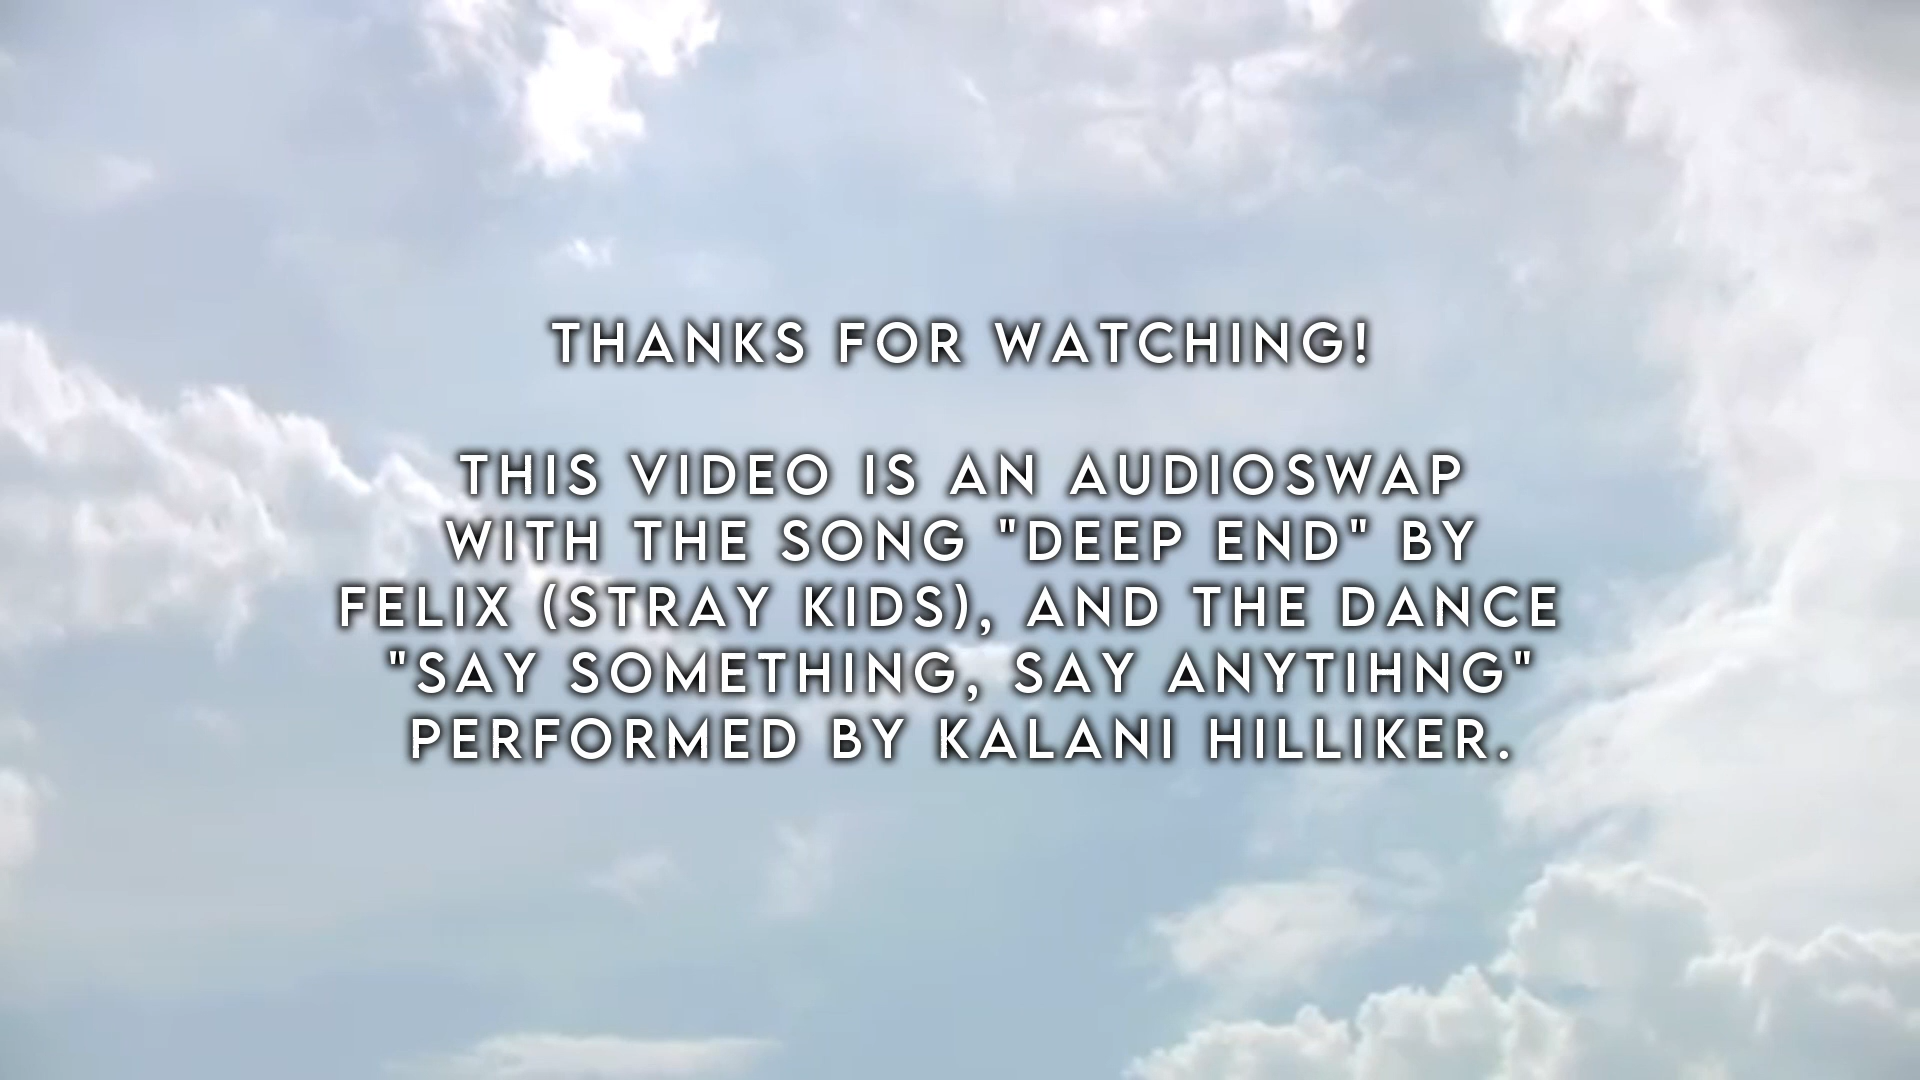 THANKS FOR WATCHING!
THIS VIDEO IS AN AUDIOSWAP
WITH THE SONG "DEEP END" BY
FELIX (STRAY KIDS), AND THE DANCE
"SAY SOMETHING, SAY ANYTIHNG"
PERFORMED BY KALANI HILLIKER.